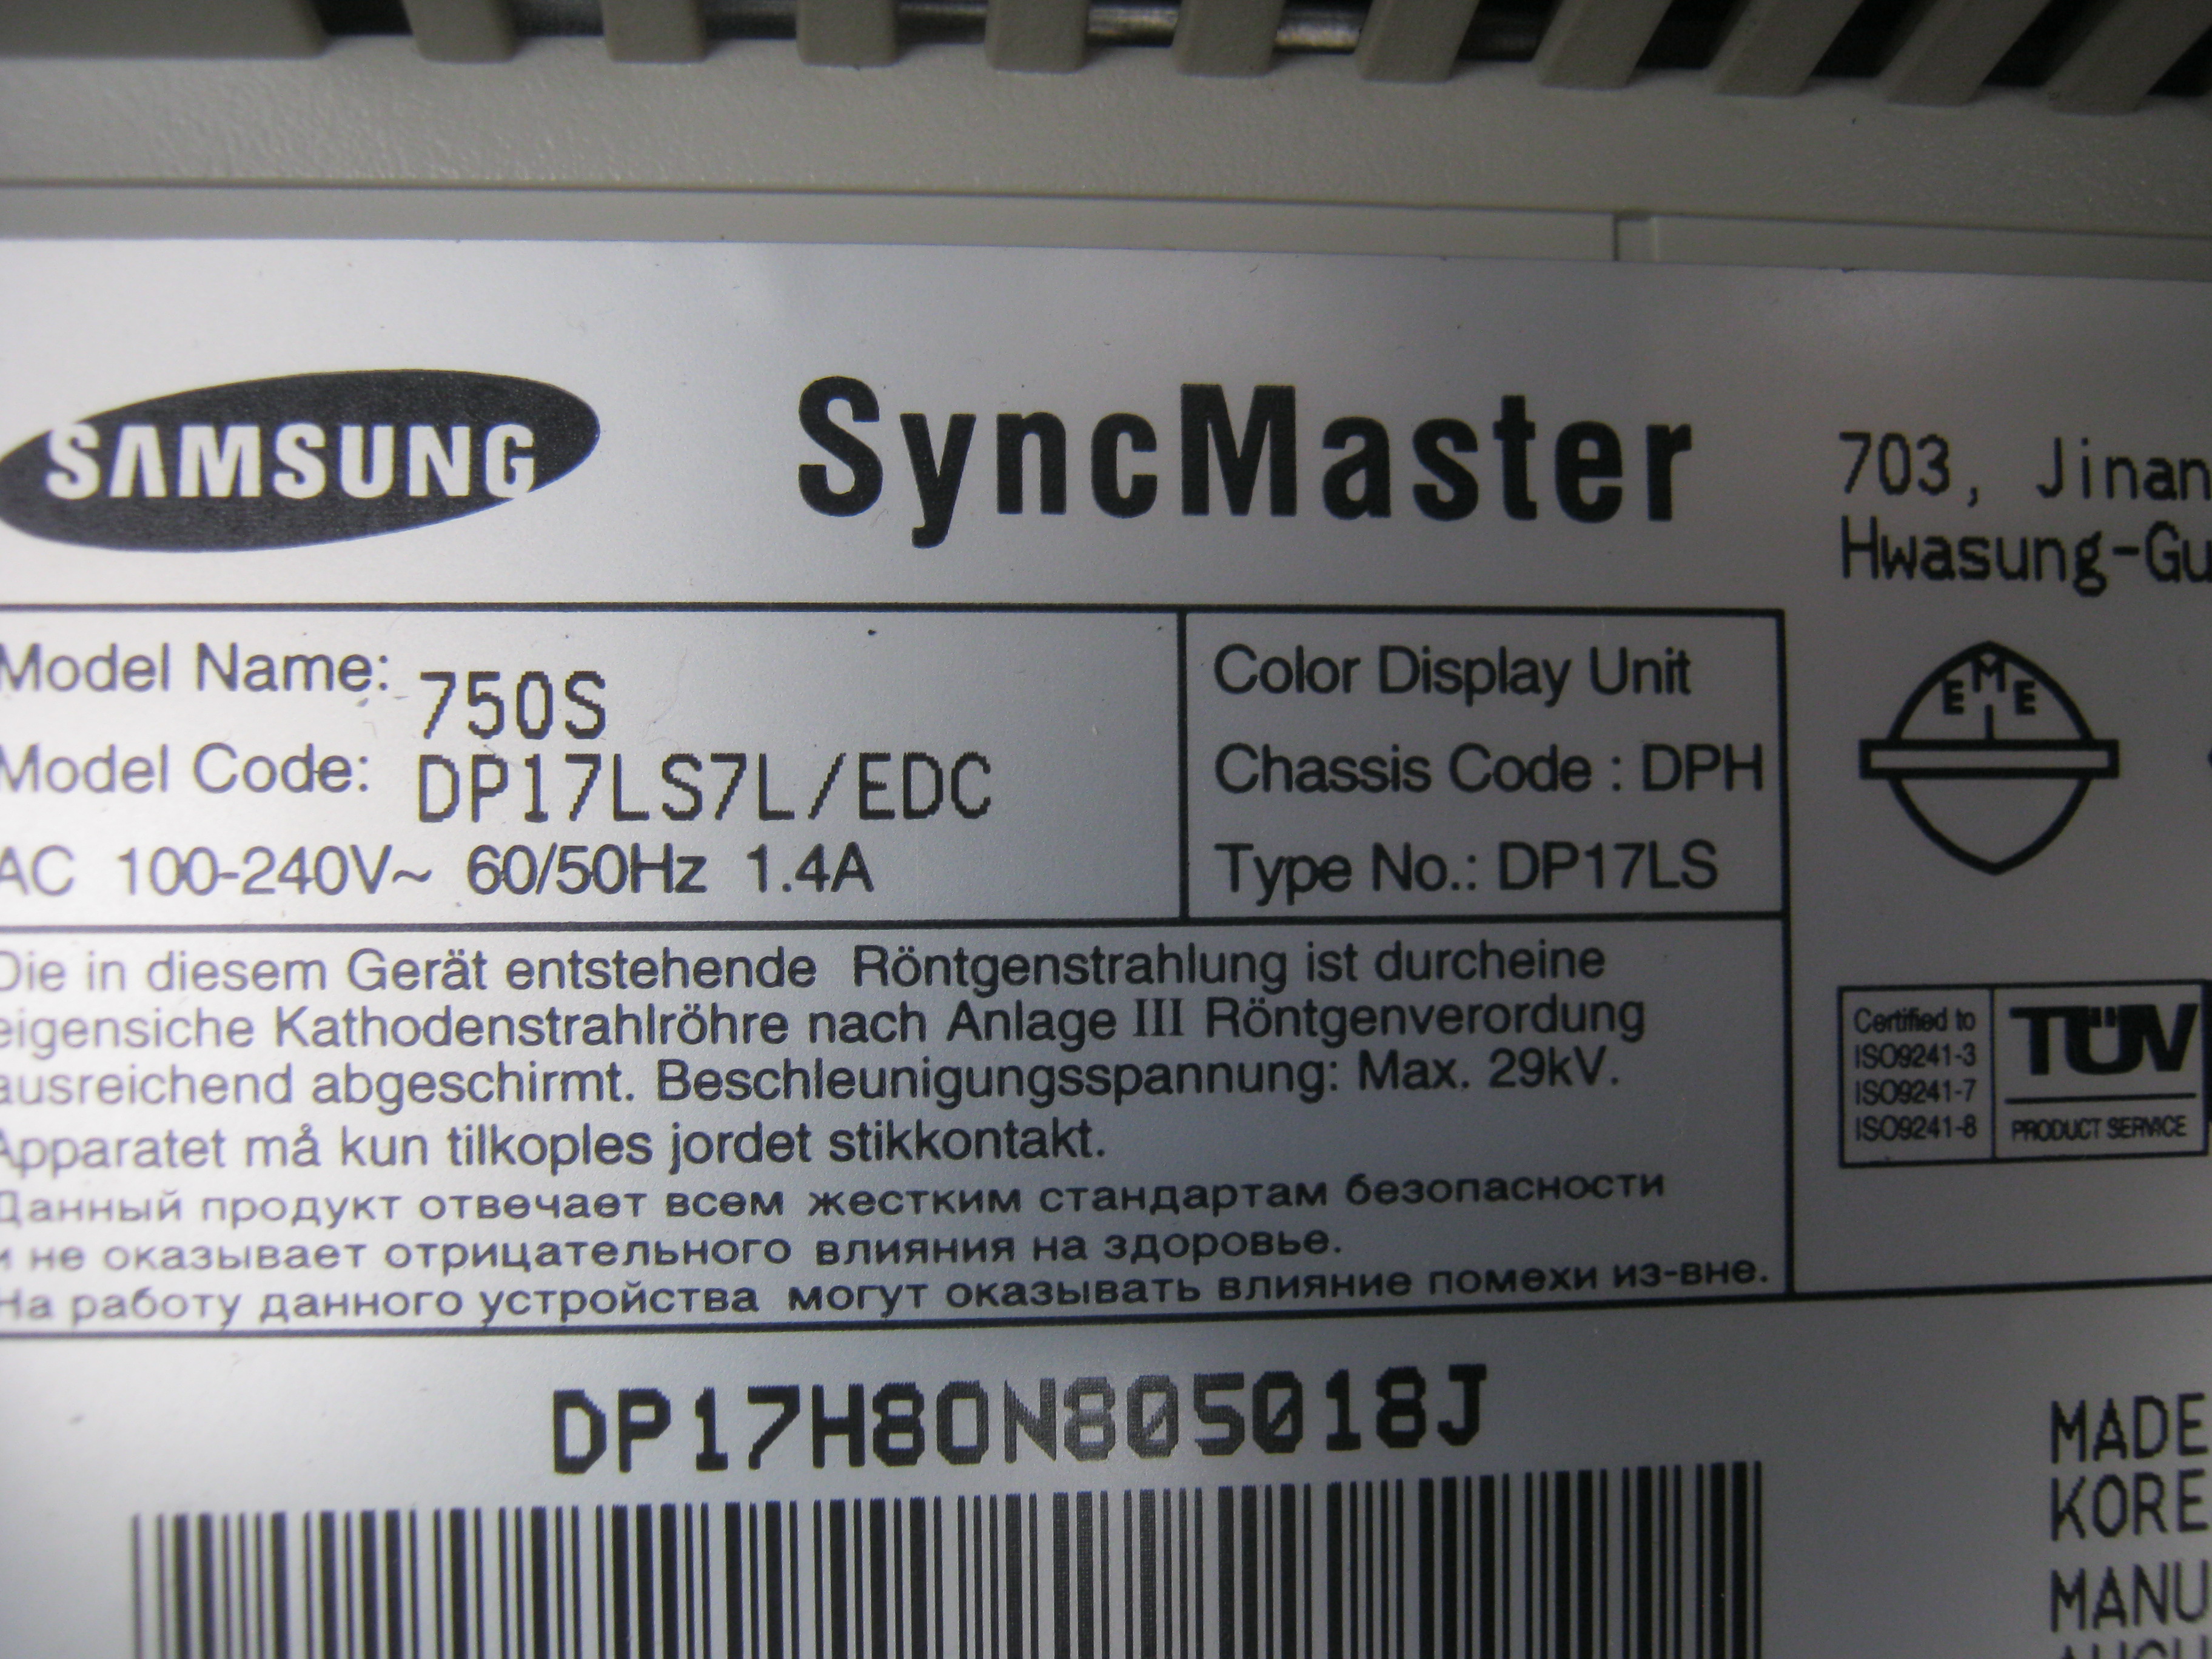 SAMSUNG SyncMaster
703, Jinan
Hwasung-Gu
Model Name: 750S
Model Code: DP17LS7L/EDC
AC 100-240V~ 60/50Hz 1.4A
Color Display Unit
Chassis Code : DPH
Type No.: DP17LS
EMEI
Die in diesem Gerät entstehende Röntgenstrahlung ist durcheine
eigensiche Kathodenstrahlröhre nach Anlage III Röntgenverordung
ausreichend abgeschirmt. Beschleunigungsspannung: Max. 29kV.
Apparatet må kun tilkoples jordet stikkontakt.
Данный продукт отвечает всем жестким стандартам безопасности
и не оказывает отрицательного влияния на здоровье.
На работу данного устройства могут оказывать влияние помехи из-вне.
Certified to
ISO9241-3
ISO9241-7
ISO9241-8
TÜV
PRODUCT SERVICE
DP17H80N805018J
MADE
KORE
MANU